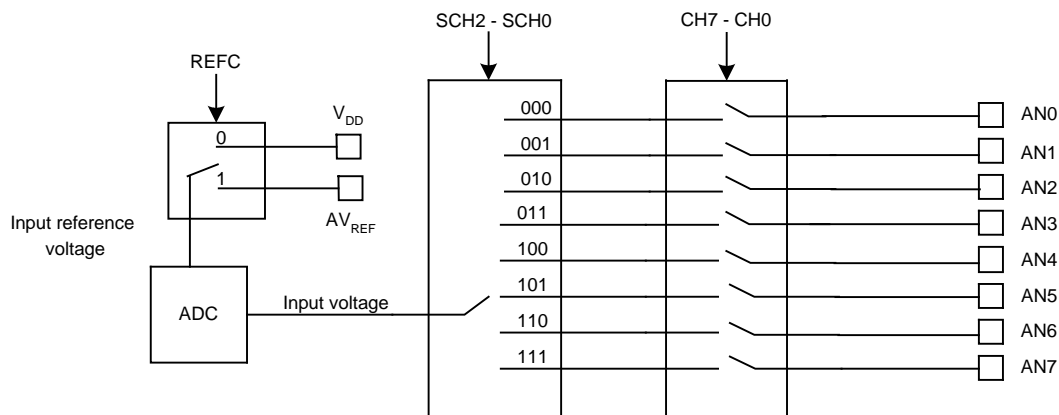 SCH2 - SCH0
CH7 - CH0
REFC
V_DD
0
1
AV_REF
Input reference
voltage
ADC
Input voltage
000
001
010
011
100
101
110
111
AN0
AN1
AN2
AN3
AN4
AN5
AN6
AN7